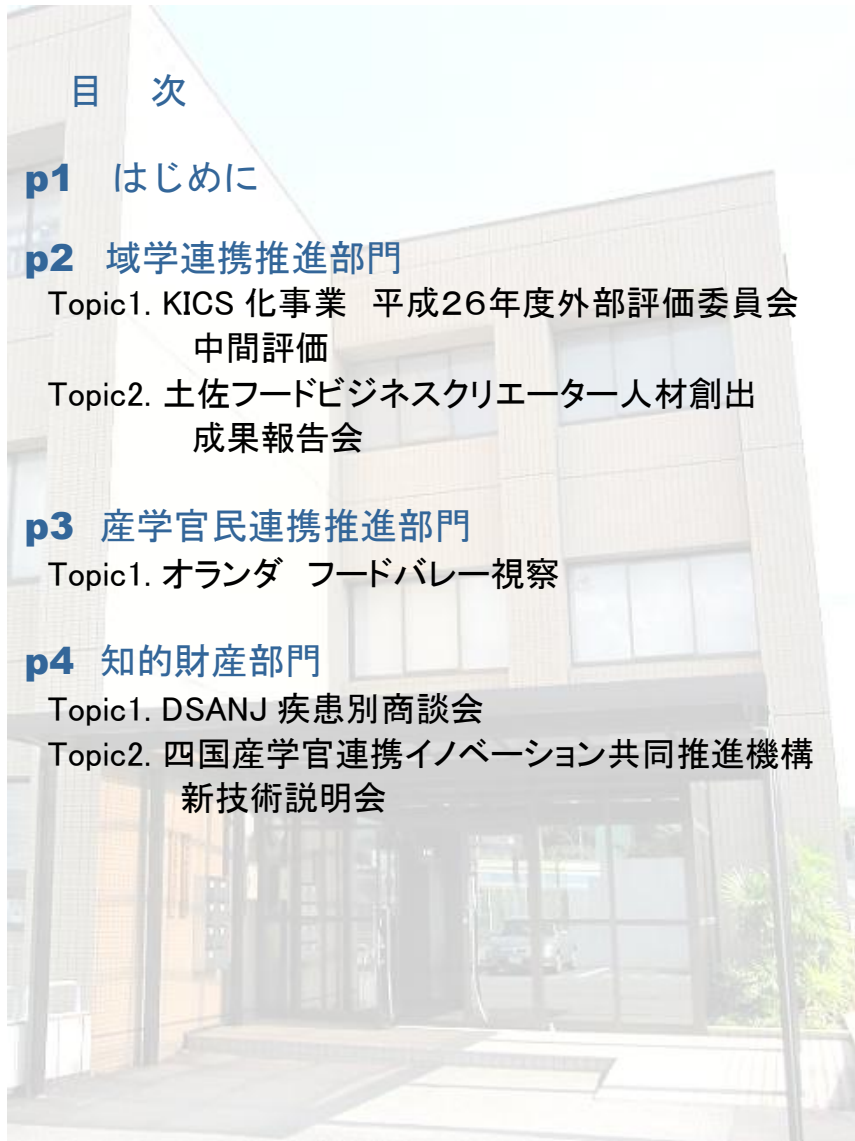 目　次
p1　はじめに
p2　域学連携推進部門
Topic1. KICS 化事業　平成２６年度外部評価委員会
中間評価
Topic2. 土佐フードビジネスクリエーター人材創出
成果報告会
p3　産学官民連携推進部門
Topic1. オランダ　フードバレー視察
p4　知的財産部門
Topic1. DSANJ 疾患別商談会
Topic2. 四国産学官連携イノベーション共同推進機構
新技術説明会